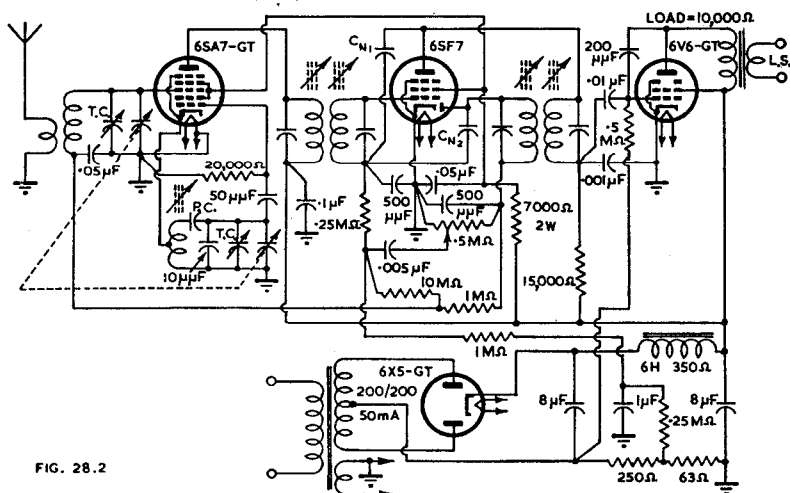 LOAD=10,000Ω
6SA7-GT
CN1
6SF7
200 μμF
6V6-GT
L.S.
.01μF
T.C.
CN2
.5 MΩ
.05μF
20,000Ω
.05μF
.001μF
50μμF
.1μF
500 μμF
500 μμF
7000Ω 2W
P.C.
.25MΩ
.5MΩ
T.C.
.005μF
15,000Ω
10μμF
10MΩ
1MΩ
1MΩ
6H 350Ω
6X5-GT
200/200
50mA
8μF
1μF
8μF
.25MΩ
FIG. 28.2
250Ω
63Ω